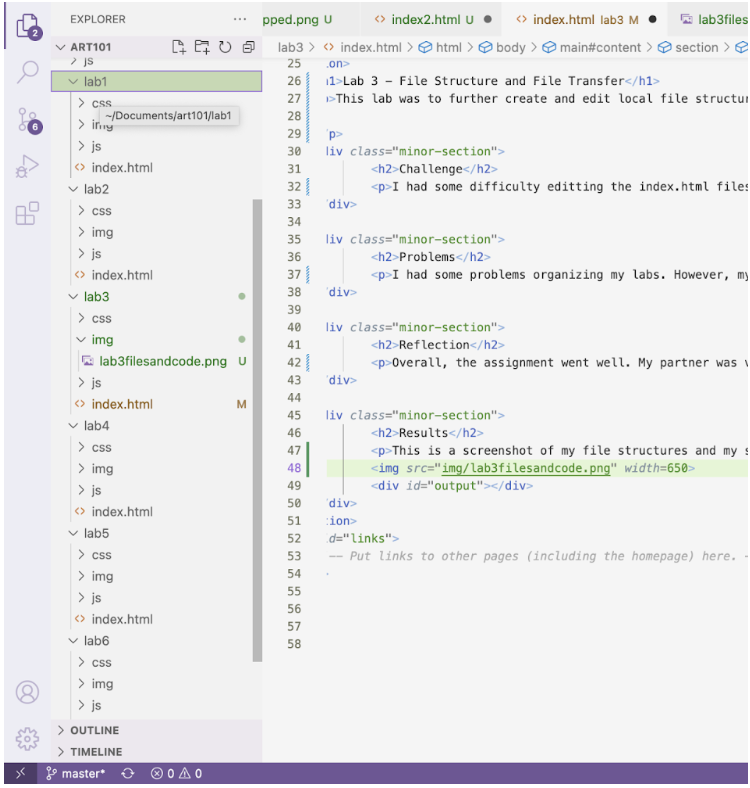 EXPLORER ···
pped.png U index2.html U ● index.html lab3 M ● lab3files
ART101
lab3 > index.html > html > body > main#content > section >
js
lab1
css
~/Documents/art101/lab1
img
js
index.html
lab2
css
img
js
index.html
lab3
css
img
lab3filesandcode.png U
js
index.html M
lab4
css
img
js
index.html
lab5
css
img
js
index.html
lab6
css
img
js
OUTLINE
TIMELINE
25 .on>
26 1>Lab 3 - File Structure and File Transfer</h1>
27 >This lab was to further create and edit local file structur
28
29 p>
30 div class="minor-section">
31 <h2>Challenge</h2>
32 <p>I had some difficulty editting the index.html files
33 div>
34
35 div class="minor-section">
36 <h2>Problems</h2>
37 <p>I had some problems organizing my labs. However, my
38 div>
39
40 div class="minor-section">
41 <h2>Reflection</h2>
42 <p>Overall, the assignment went well. My partner was v
43 div>
44
45 div class="minor-section">
46 <h2>Results</h2>
47 <p>This is a screenshot of my file structures and my s
48 <img src="img/lab3filesandcode.png" width=650>
49 <div id="output"></div>
50 div>
51 :ion>
52 d="links">
53 -- Put links to other pages (including the homepage) here. -
54
55
56
57
58
2
6
master* 0 0